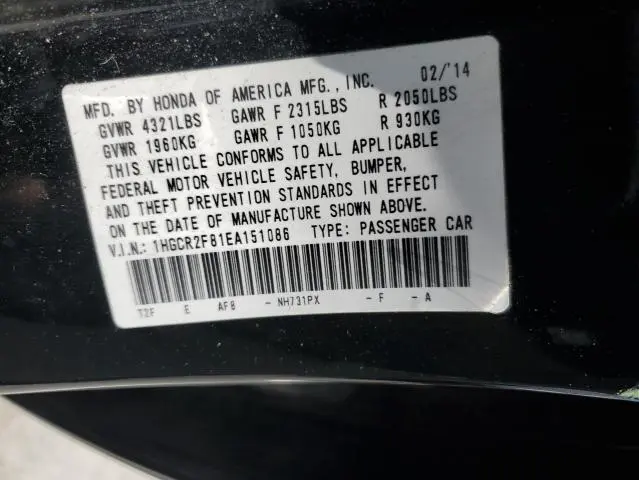 MFD. BY HONDA OF AMERICA MFG., INC. 02/'14
GVWR 4321LBS GAWR F 2315LBS R 2050LBS
GVWR 1960KG GAWR F 1050KG R 930KG
THIS VEHICLE CONFORMS TO ALL APPLICABLE
FEDERAL MOTOR VEHICLE SAFETY, BUMPER,
AND THEFT PREVENTION STANDARDS IN EFFECT
ON THE DATE OF MANUFACTURE SHOWN ABOVE.
V.I.N.: 1HGCR2F81EA151086 TYPE: PASSENGER CAR
T2F E AF8 - NH731PX - F - A